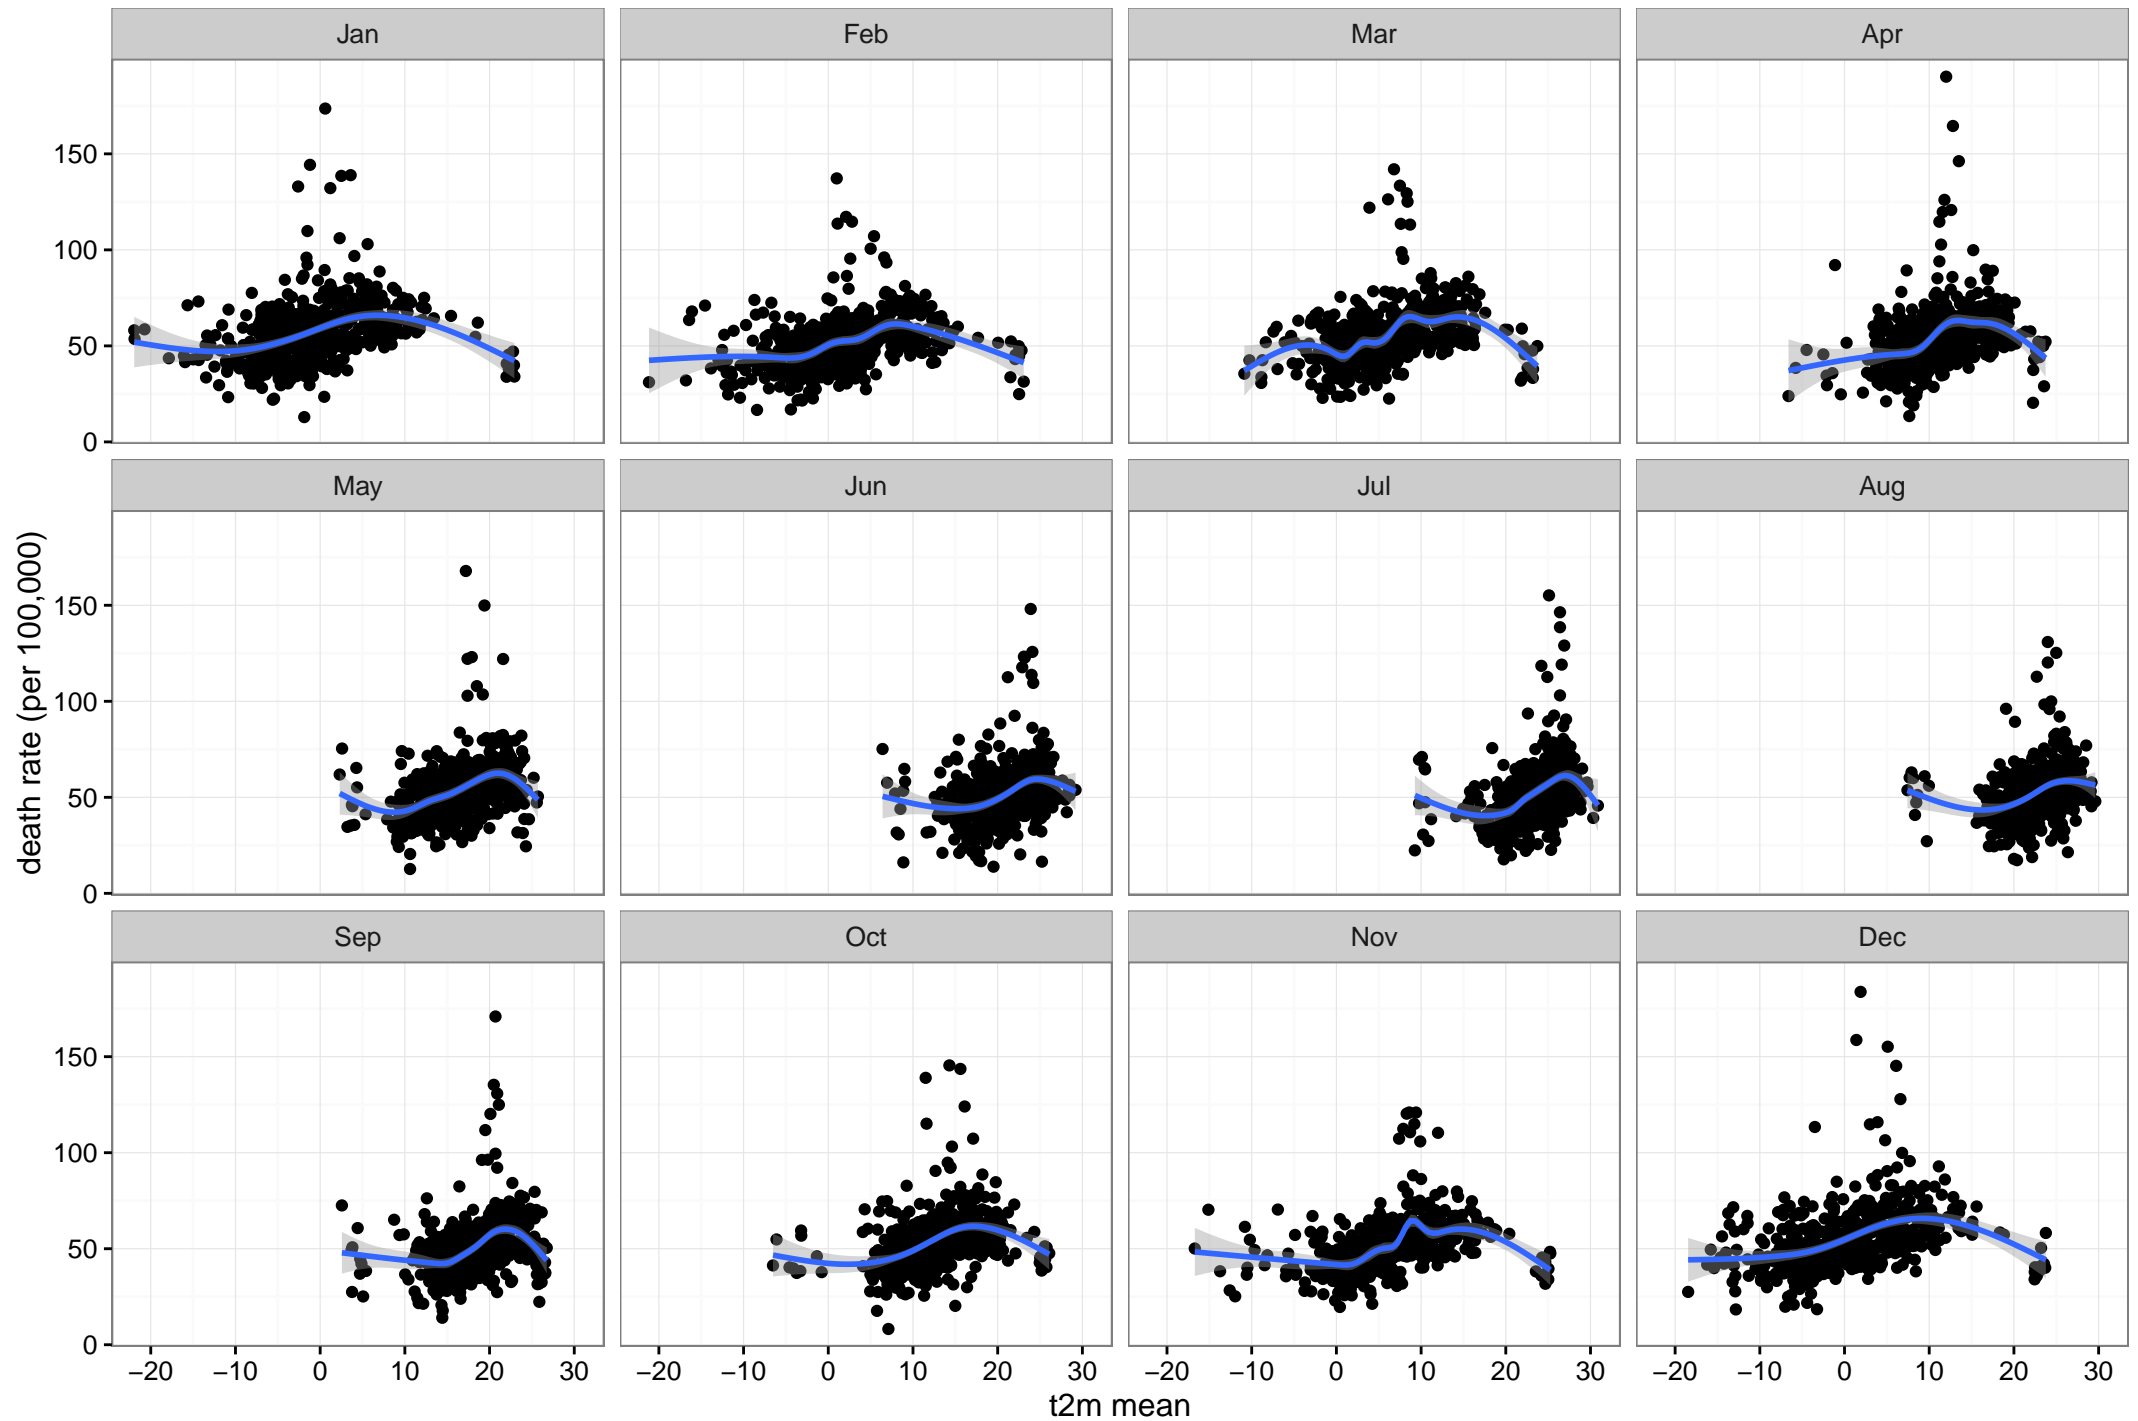 Jan Feb Mar Apr
150
100
50
0
May Jun Jul Aug
150
100
50
0
Sep Oct Nov Dec
150
100
50
0
−20 −10 0 10 20 30 −20 −10 0 10 20 30 −20 −10 0 10 20 30 −20 −10 0 10 20 30
t2m mean
death rate (per 100,000)